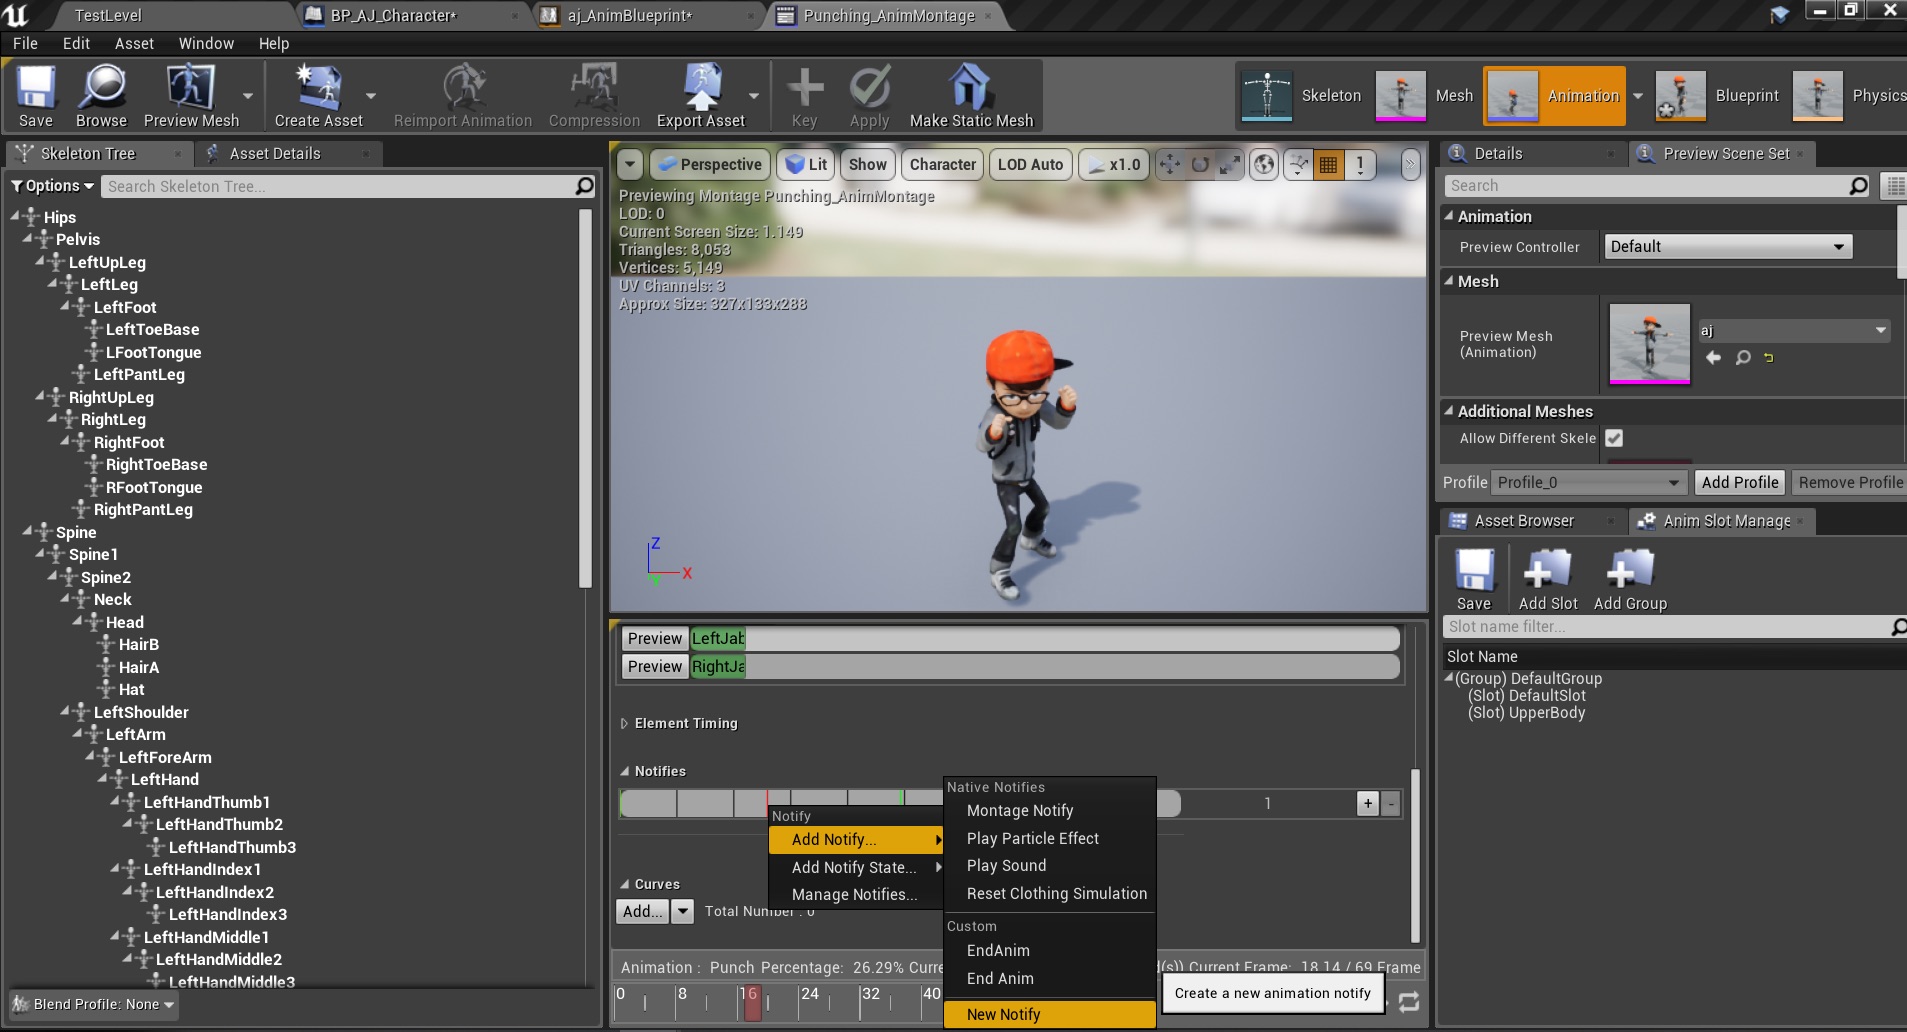 TestLevel
BP_AJ_Character*
aj_AnimBlueprint*
Punching_AnimMontage
File Edit Asset Window Help
Save Browse Preview Mesh Create Asset Reimport Animation Compression Export Asset Key Apply Make Static Mesh
Skeleton Mesh Animation Blueprint Physics
Skeleton Tree Asset Details
Options Search Skeleton Tree...
Hips
Pelvis
LeftUpLeg
LeftLeg
LeftFoot
LeftToeBase
LFootTongue
LeftPantLeg
RightUpLeg
RightLeg
RightFoot
RightToeBase
RFootTongue
RightPantLeg
Spine
Spine1
Spine2
Neck
Head
HairB
HairA
Hat
LeftShoulder
LeftArm
LeftForeArm
LeftHand
LeftHandThumb1
LeftHandThumb2
LeftHandThumb3
LeftHandIndex1
LeftHandIndex2
LeftHandIndex3
LeftHandMiddle1
LeftHandMiddle2
LeftHandMiddle3
Blend Profile: None
Perspective Lit Show Character LOD Auto x1.0 1
Previewing Montage Punching_AnimMontage
LOD: 0
Current Screen Size: 1.149
Triangles: 8,053
Vertices: 5,149
UV Channels: 3
Approx Size: 327x133x288
Z
X
Y
Preview LeftJab
Preview RightJa
Element Timing
Notifies
1 + -
Notify
Add Notify...
Add Notify State...
Manage Notifies...
Native Notifies
Montage Notify
Play Particle Effect
Play Sound
Reset Clothing Simulation
Custom
EndAnim
End Anim
New Notify
Create a new animation notify
Curves
Add... Total Number : 0
Animation : Punch Percentage: 26.29% Curre
d(s)) Current Frame: 18.14 / 69 Frame
0 8 16 24 32 40
Details Preview Scene Set
Search
Animation
Preview Controller Default
Mesh
Preview Mesh
(Animation)
aj
Additional Meshes
Allow Different Skele
Profile Profile_0 Add Profile Remove Profile
Asset Browser Anim Slot Manage
Save Add Slot Add Group
Slot name filter...
Slot Name
(Group) DefaultGroup
(Slot) DefaultSlot
(Slot) UpperBody